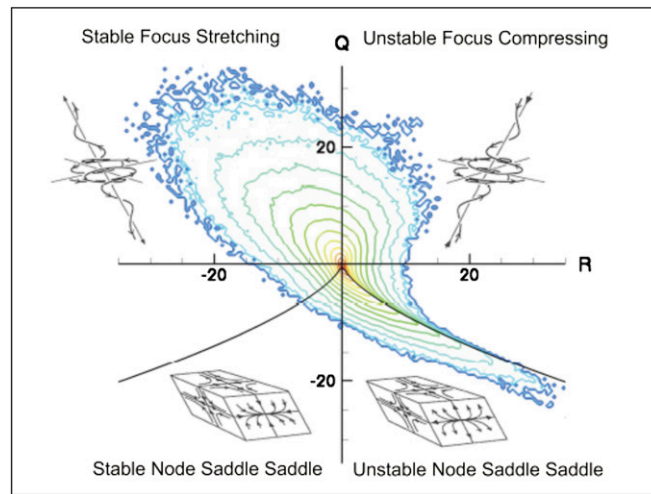 Stable Focus Stretching
Q
Unstable Focus Compressing
20
-20
20
R
-20
Stable Node Saddle Saddle
Unstable Node Saddle Saddle